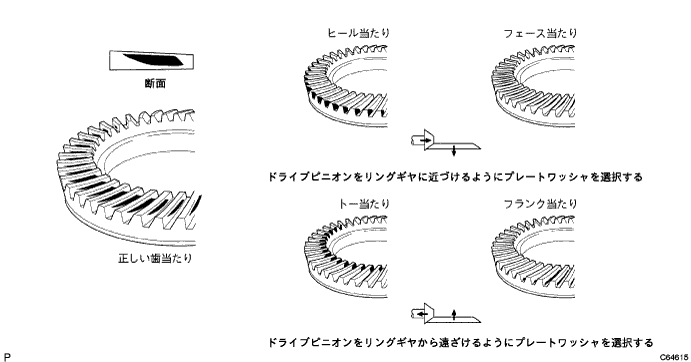 ヒール当たり
フェース当たり
断面
ドライブピニオンをリングギヤに近づけるようにプレートワッシャを選択する
トー当たり
フランク当たり
正しい歯当たり
ドライブピニオンをリングギヤから遠ざけるようにプレートワッシャを選択する
P
C64615